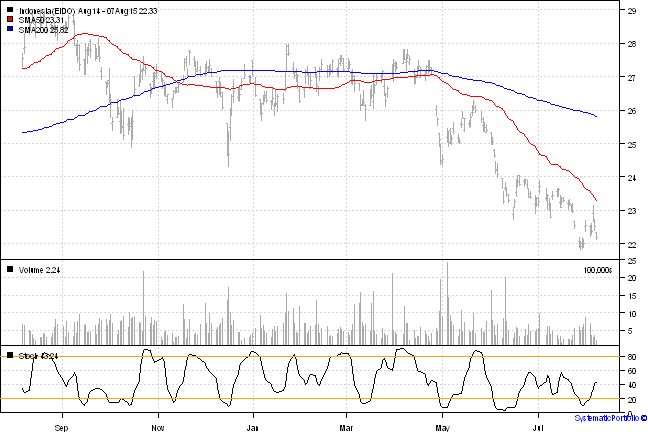 Indonesia(EIDO) Aug14 - 07Aug15 22.33
SMA50 23.31
SMA200 25.82
29
28
27
26
25
24
23
22
Volume 2.24
100,000s
25
20
15
10
5
Stoch 43.24
80
60
40
20
0
Sep
Nov
Jan
Mar
May
Jul
SystematicPortfolio ©